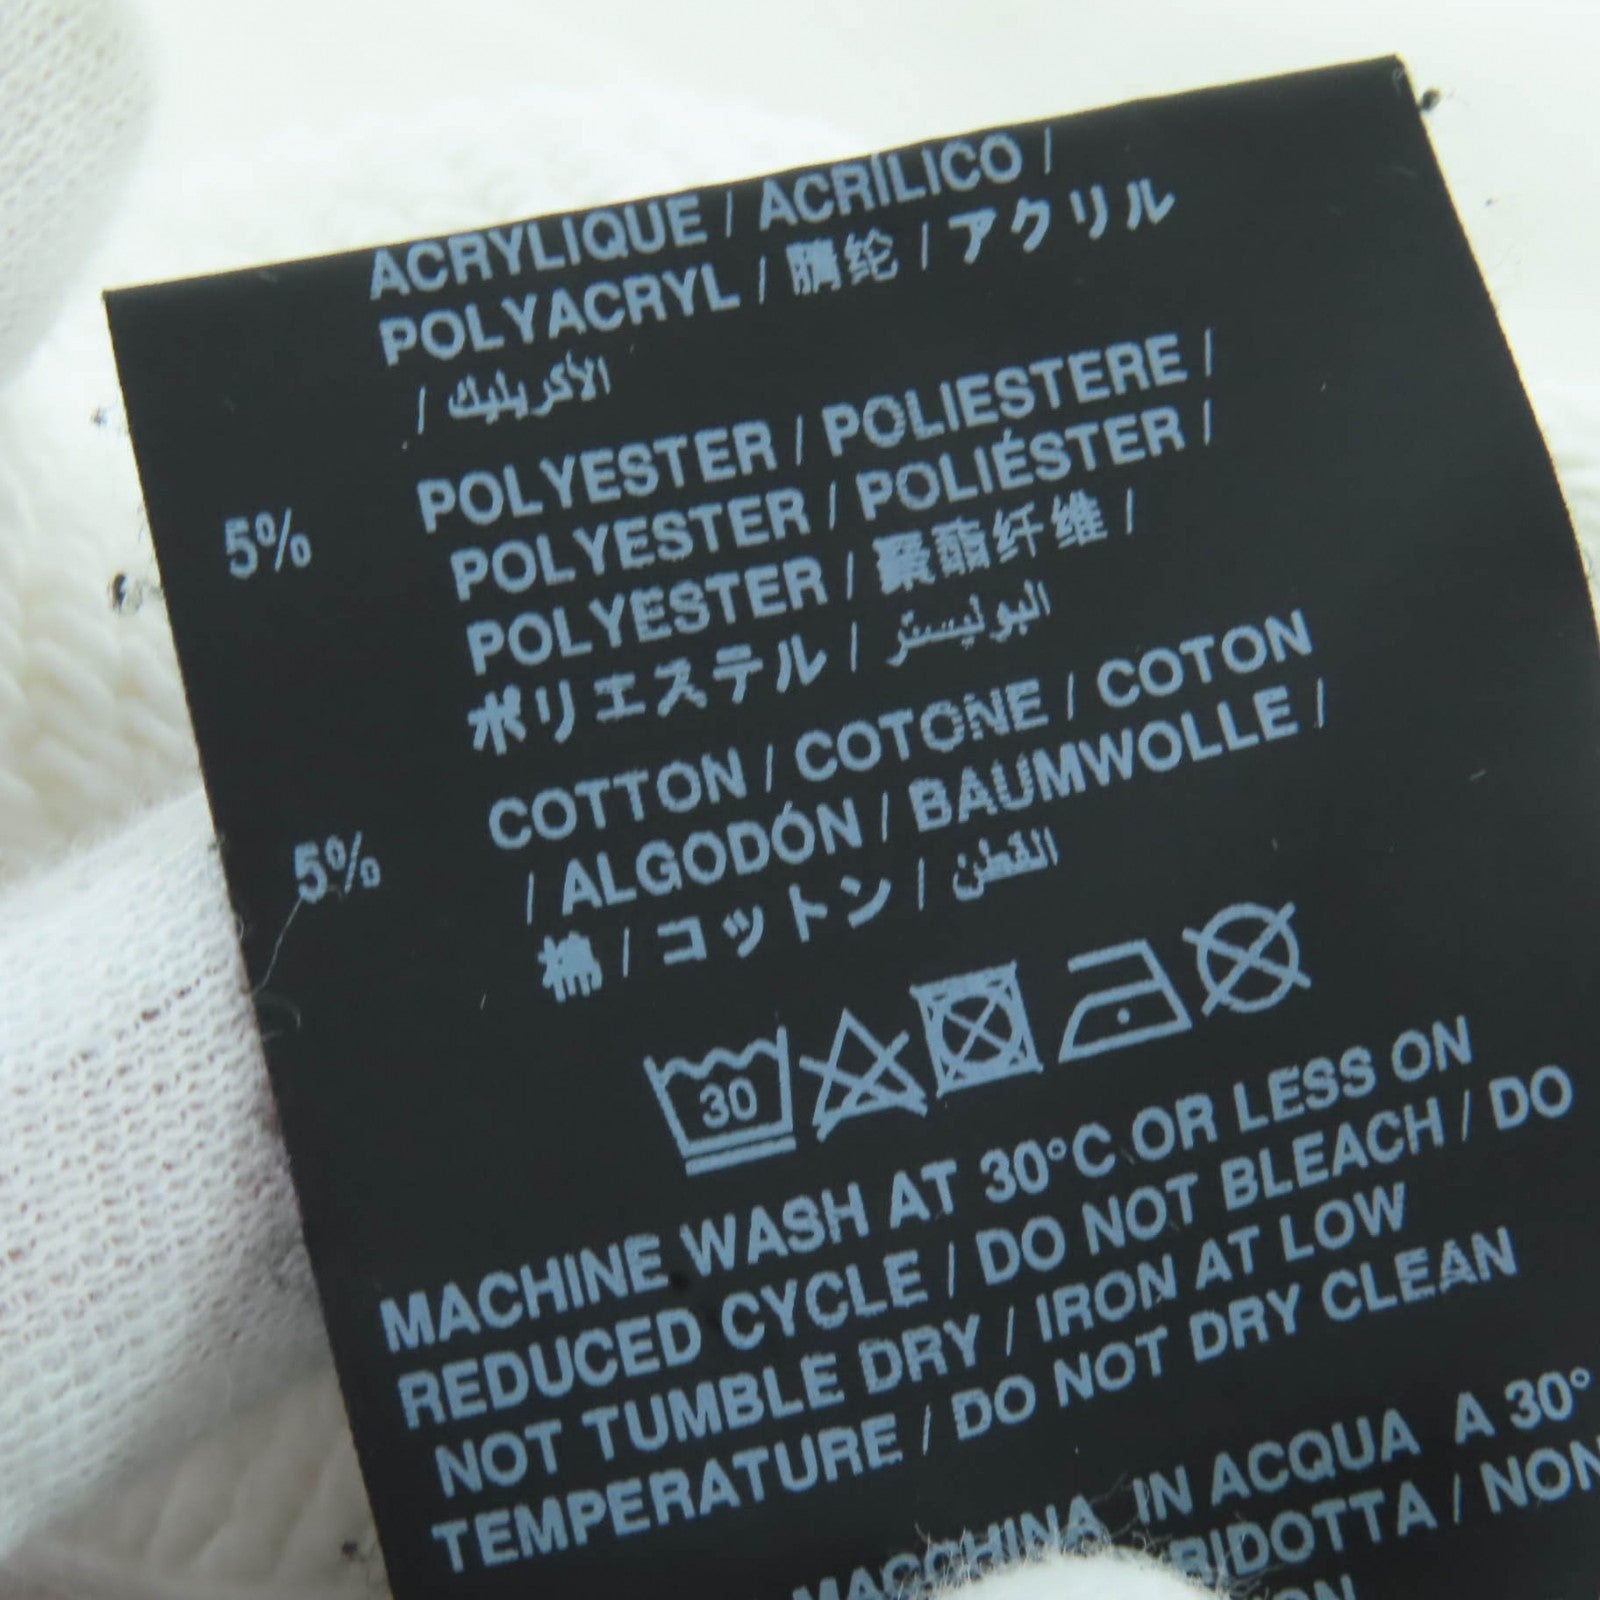 ACRYLIQUE / ACRÍLICO /
POLYACRYL / 腈纶 / アクリル
/ الأكريليك
5% POLYESTER / POLIESTERE /
POLYESTER / POLIÉSTER /
POLYESTER / 聚酯纤维 /
ポリエステル / البوليستر
5% COTTON / COTONE / COTON
/ ALGODÓN / BAUMWOLLE /
棉 / コットン / القطن
30
MACHINE WASH AT 30°C OR LESS ON
REDUCED CYCLE / DO NOT BLEACH / DO
NOT TUMBLE DRY / IRON AT LOW
TEMPERATURE / DO NOT DRY CLEAN
MACCHINA IN ACQUA A 30°
RIDOTTA / NON